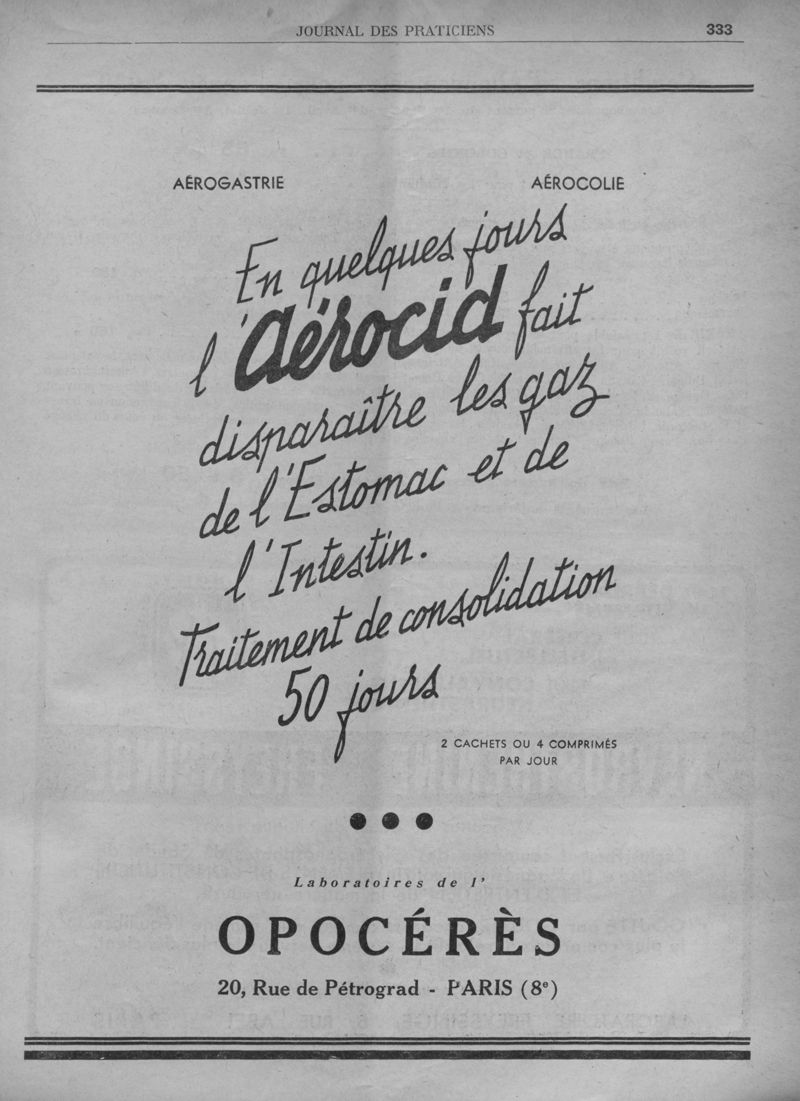 JOURNAL DES PRATICIENS 333
AÉROGASTRIE AÉROCOLIE
En quelques jours
l'Aérocid fait
disparaître les gaz
de l'Estomac et de
l'Intestin.
Traitement de consolidation
50 jours
2 CACHETS OU 4 COMPRIMÉS
PAR JOUR
Laboratoires de l'
OPOCÉRÈS
20, Rue de Pétrograd - PARIS (8e)